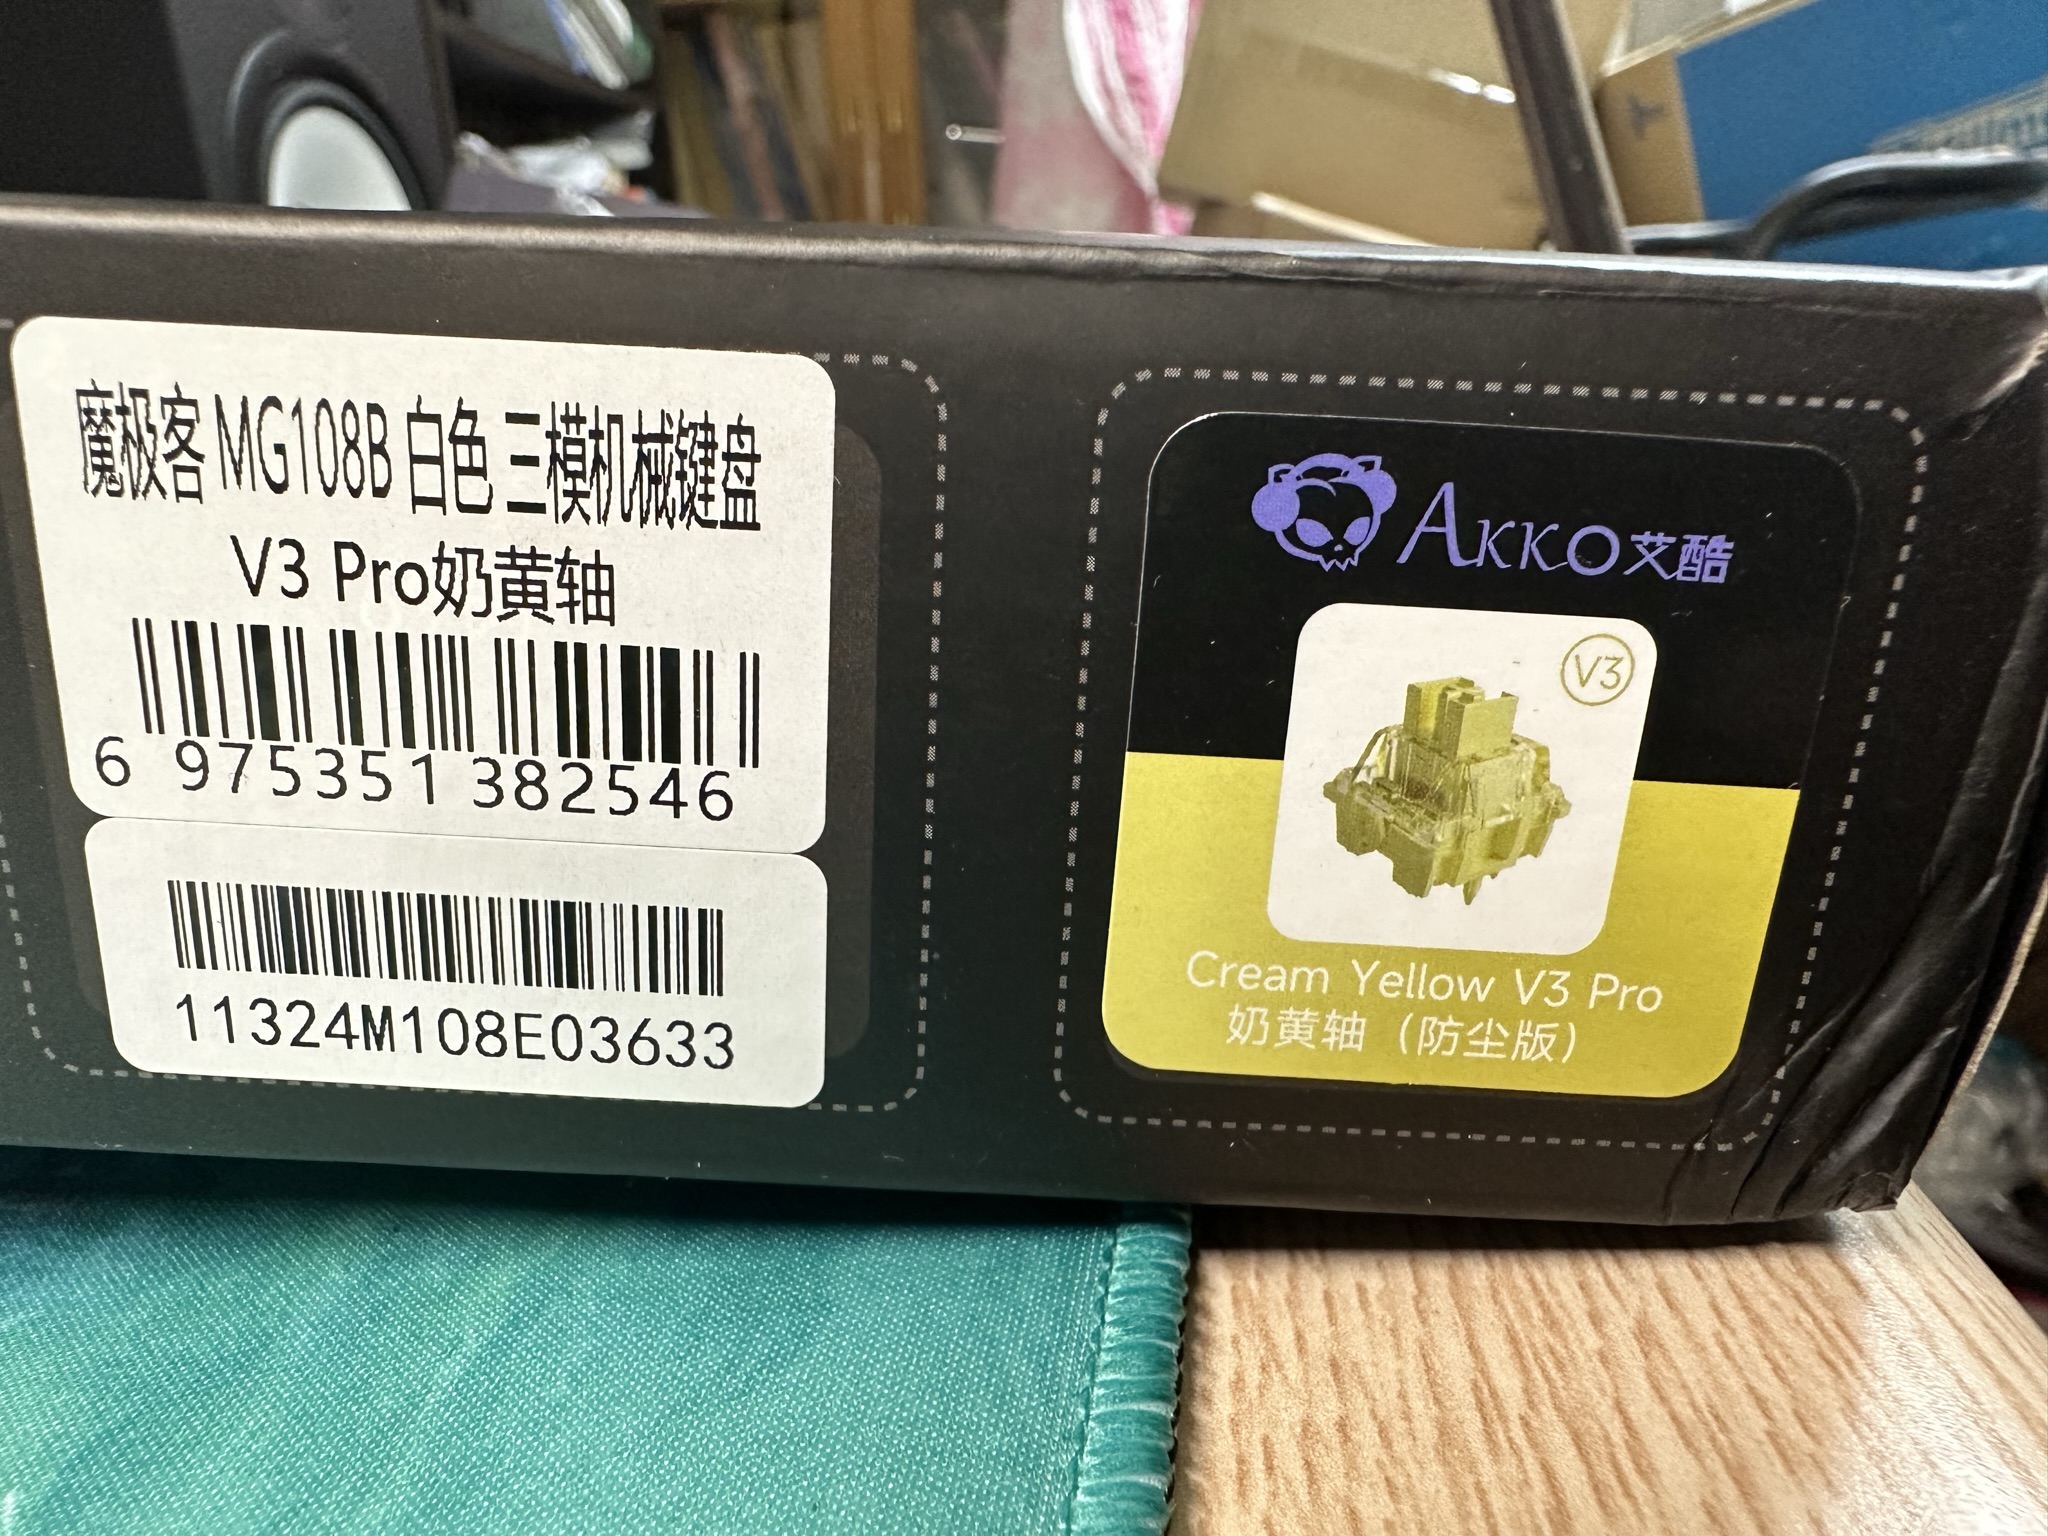 魔极客 MG108B 白色 三模机械键盘
V3 Pro奶黄轴
6 975351 382546
11324M108E03633
AKKO艾酷
V3
Cream Yellow V3 Pro
奶黄轴（防尘版）